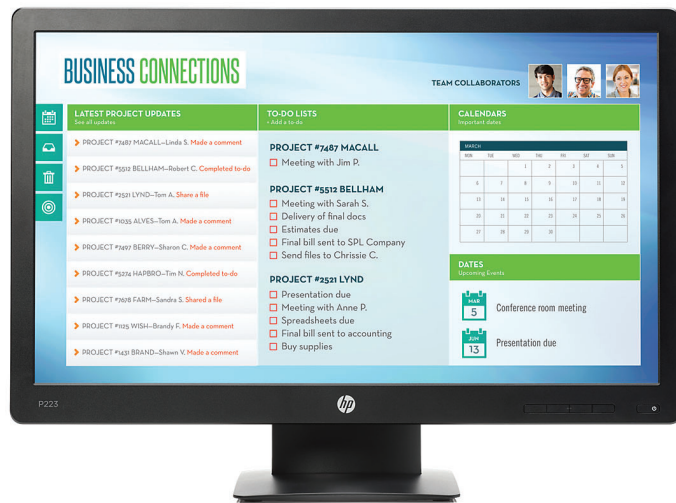 BUSINESS CONNECTIONS
TEAM COLLABORATORS
LATEST PROJECT UPDATES
See all updates
PROJECT #7487 MACALL—Linda S. Made a comment
PROJECT #5512 BELLHAM—Robert C. Completed to-do
PROJECT #2521 LYND—Tom A. Share a file
PROJECT #1035 ALVES—Tom A. Made a comment
PROJECT #7497 BERRY—Sharon C. Made a comment
PROJECT #5274 HAPBRO—Tim N. Completed to-do
PROJECT #7678 FARM—Sandra S. Shared a file
PROJECT #1125 WISH—Brandy F. Made a comment
PROJECT #1431 BRAND—Shawn V. Made a comment
TO-DO LISTS
+ Add a to-do
PROJECT #7487 MACALL
Meeting with Jim P.
PROJECT #5512 BELLHAM
Meeting with Sarah S.
Delivery of final docs
Estimates due
Final bill sent to SPL Company
Send files to Chrissie C.
PROJECT #2521 LYND
Presentation due
Meeting with Anne P.
Spreadsheets due
Final bill sent to accounting
Buy supplies
CALENDARS
Important dates
MARCH
MON TUE WED THU FRI SAT SUN
1 2 3 4 5
6 7 8 9 10 11 12
13 14 15 16 17 18 19
20 21 22 23 24 25 26
27 28 29 30
DATES
Upcoming Events
MAR
5
Conference room meeting
JUN
13
Presentation due
P223
hp